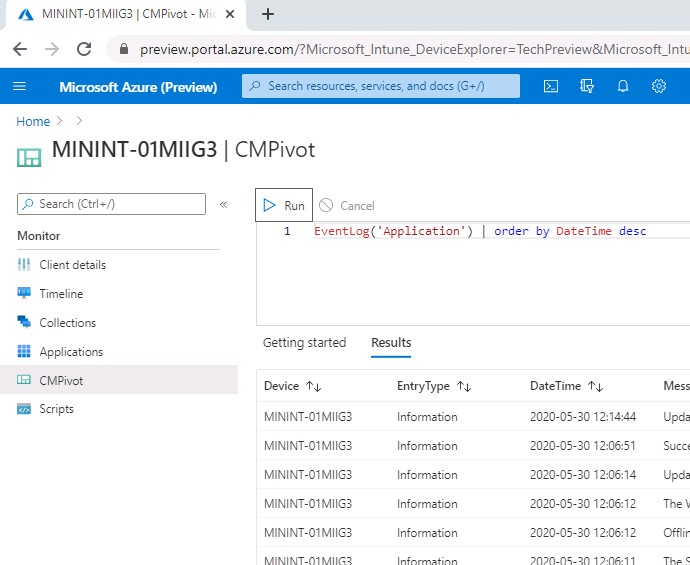 MININT-01MIIG3 | CMPivot - Mic
preview.portal.azure.com/?Microsoft_Intune_DeviceExplorer=TechPreview&Microsoft_Intu
Microsoft Azure (Preview) Search resources, services, and docs (G+/)
Home
MININT-01MIIG3 | CMPivot
Search (Ctrl+/)
Run Cancel
1 EventLog('Application') | order by DateTime desc
Monitor
Client details
Timeline
Collections
Applications
CMPivot
Scripts
Getting started Results
Device EntryType DateTime Mess
MININT-01MIIG3 Information 2020-05-30 12:14:44 Upda
MININT-01MIIG3 Information 2020-05-30 12:06:51 Succe
MININT-01MIIG3 Information 2020-05-30 12:06:14 Upda
MININT-01MIIG3 Information 2020-05-30 12:06:12 The W
MININT-01MIIG3 Information 2020-05-30 12:06:12 Offlin
MININT-01MIIG3 Information 2020-05-30 12:06:11 The S